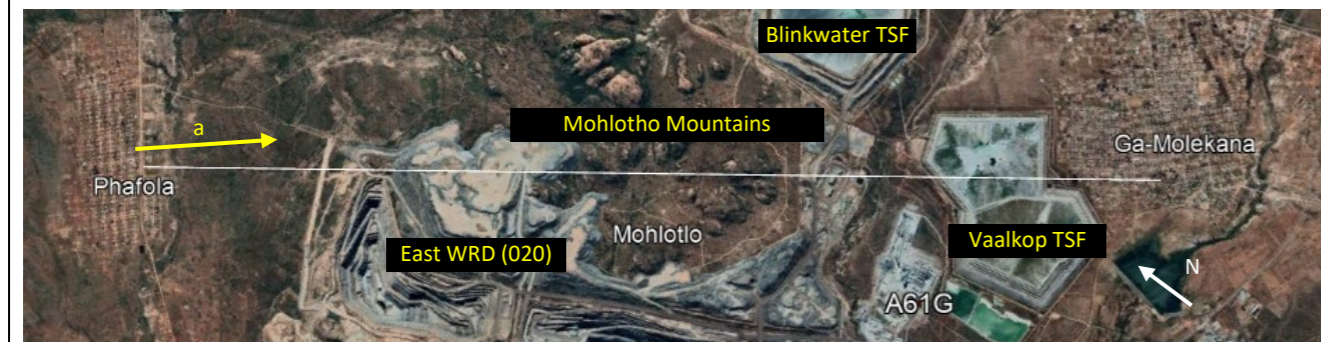 Blinkwater TSF
a
Mohlotho Mountains
Ga-Molekana
Phafola
Mohlotlo
East WRD (020)
Vaalkop TSF
N
A61G